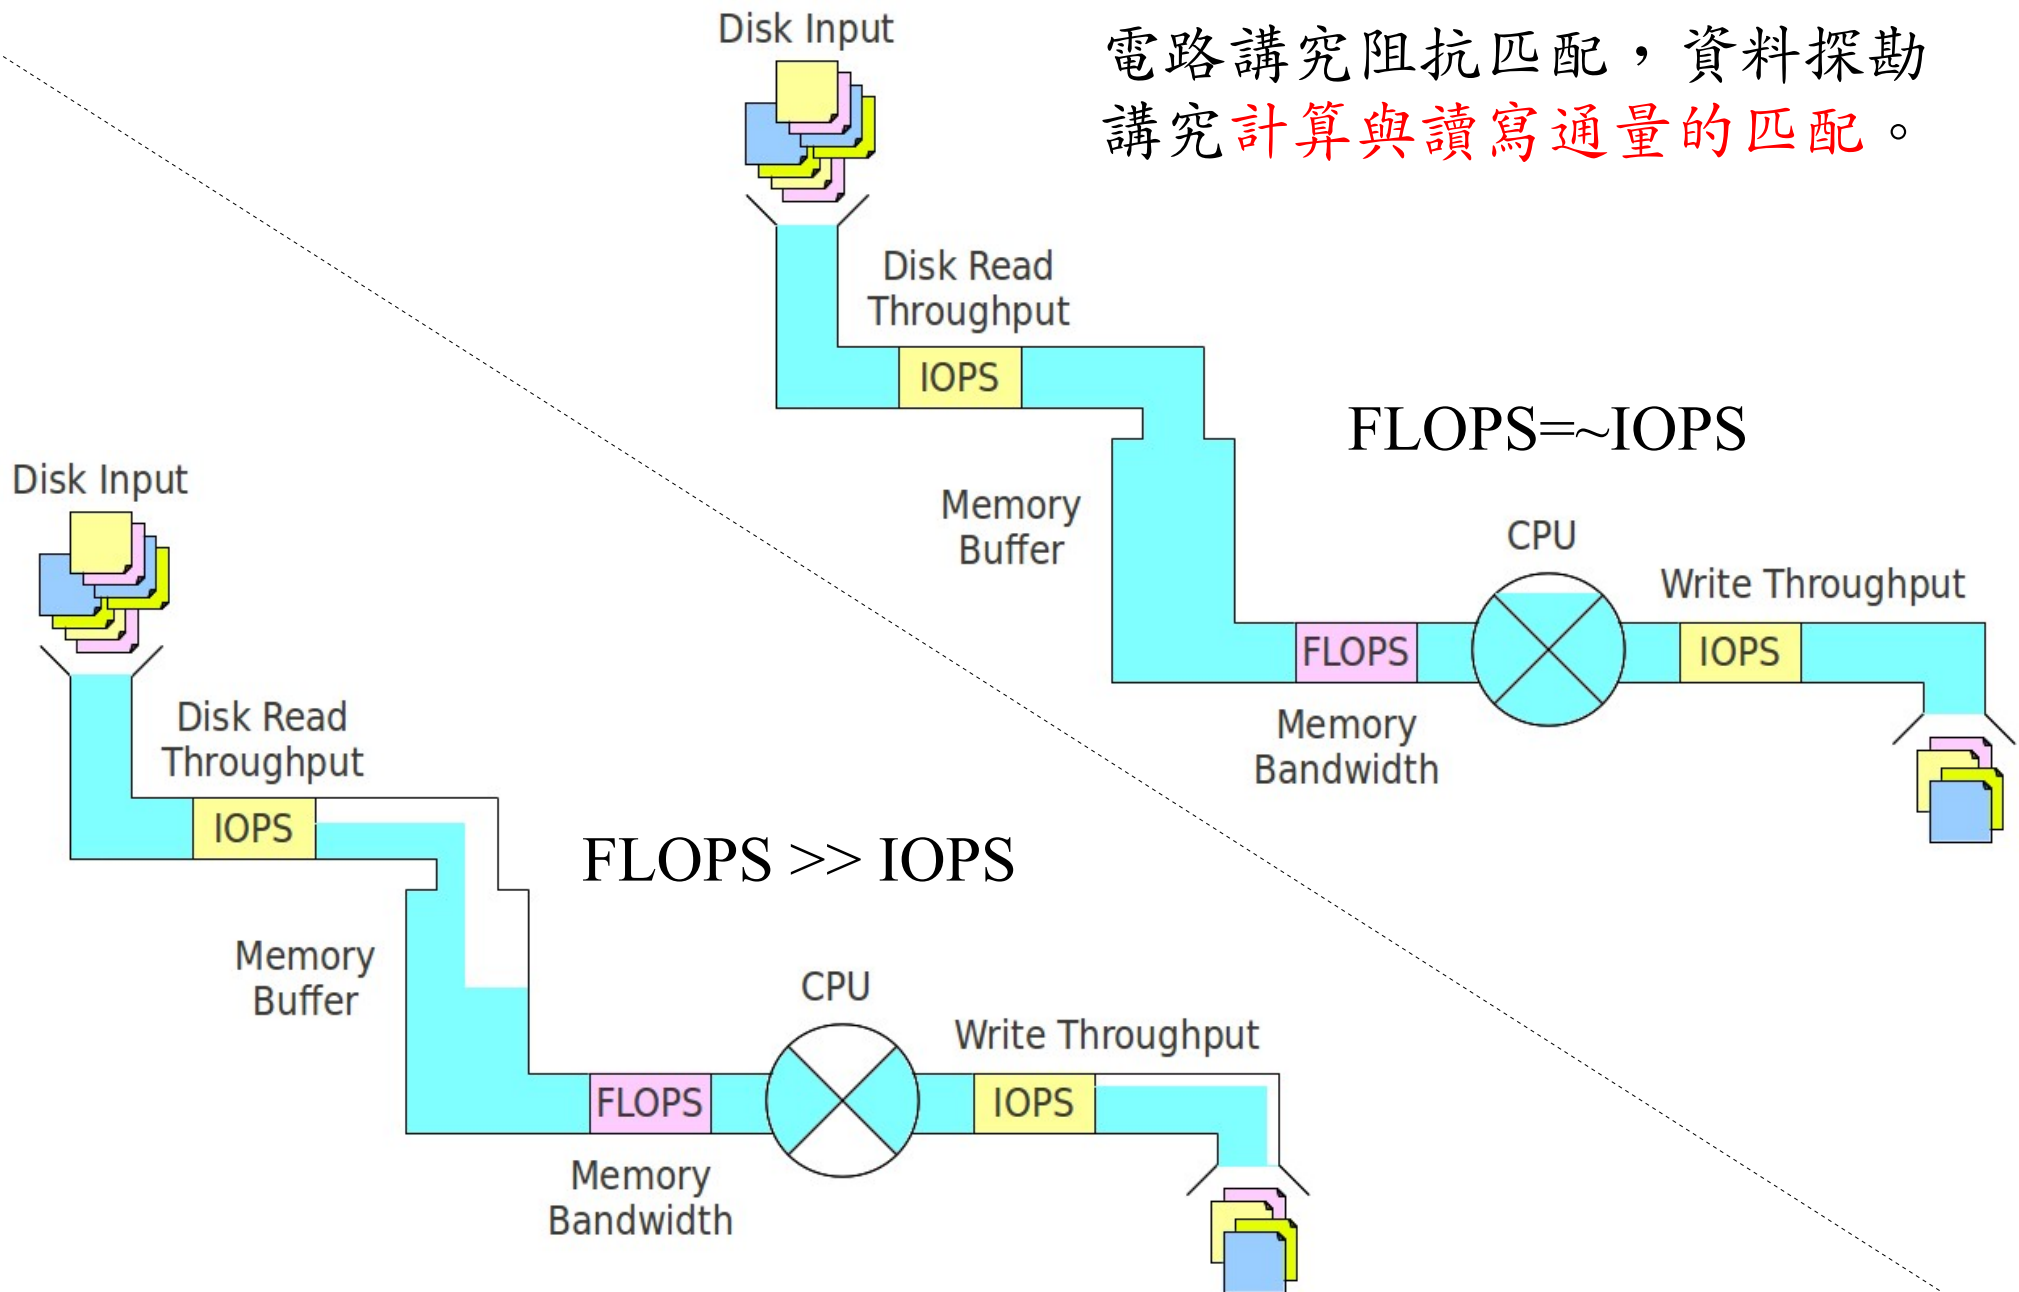 電路講究阻抗匹配，資料探勘
講究計算與讀寫通量的匹配。
Disk Input
Disk Read
Throughput
IOPS
FLOPS=~IOPS
Memory
Buffer
CPU
Write Throughput
FLOPS
IOPS
Memory
Bandwidth
Disk Input
Disk Read
Throughput
IOPS
FLOPS >> IOPS
Memory
Buffer
CPU
Write Throughput
FLOPS
IOPS
Memory
Bandwidth